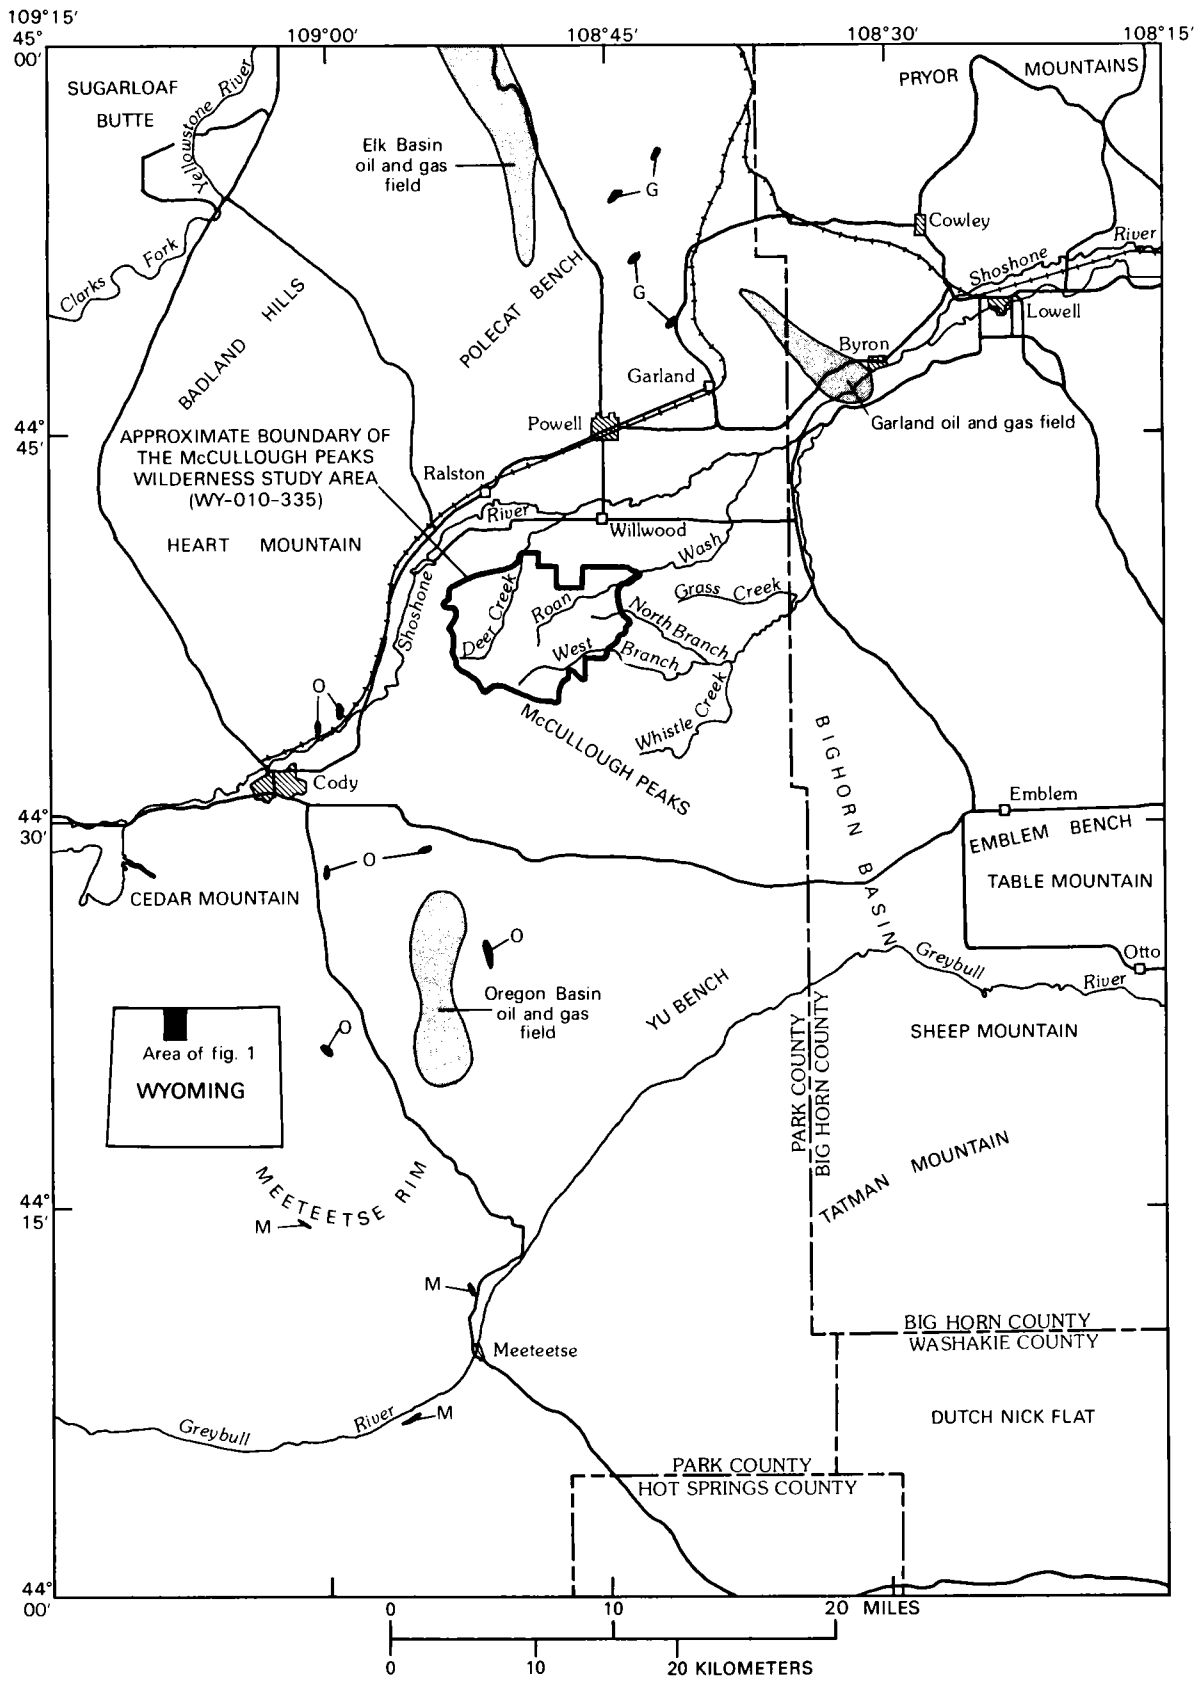 109°15′
45°
00′
109°00′
108°45′
108°30′
108°15′
SUGARLOAF
BUTTE
Yellowstone River
PRYOR MOUNTAINS
Elk Basin
oil and gas
field
G
Cowley
Clarks Fork
Shoshone River
BADLAND HILLS
POLECAT BENCH
G
Lowell
Byron
Garland
Powell
Garland oil and gas field
44°
45′
APPROXIMATE BOUNDARY OF
THE McCULLOUGH PEAKS
WILDERNESS STUDY AREA
(WY-010-335)
Ralston
River
Willwood
HEART MOUNTAIN
Shoshone
Deer Creek
Roan Wash
Grass Creek
North Branch
West Branch
Whistle Creek
O
McCULLOUGH PEAKS
BIGHORN BASIN
Cody
Emblem
44°
30′
EMBLEM BENCH
O
CEDAR MOUNTAIN
TABLE MOUNTAIN
O
Otto
Greybull River
Oregon Basin
oil and gas
field
YU BENCH
O
Area of fig. 1
WYOMING
SHEEP MOUNTAIN
PARK COUNTY
BIG HORN COUNTY
TATMAN MOUNTAIN
MEETEETSE RIM
44°
15′
M
M
BIG HORN COUNTY
WASHAKIE COUNTY
Meeteetse
M
Greybull River
DUTCH NICK FLAT
PARK COUNTY
HOT SPRINGS COUNTY
44°
00′
0 10 20 MILES
0 10 20 KILOMETERS